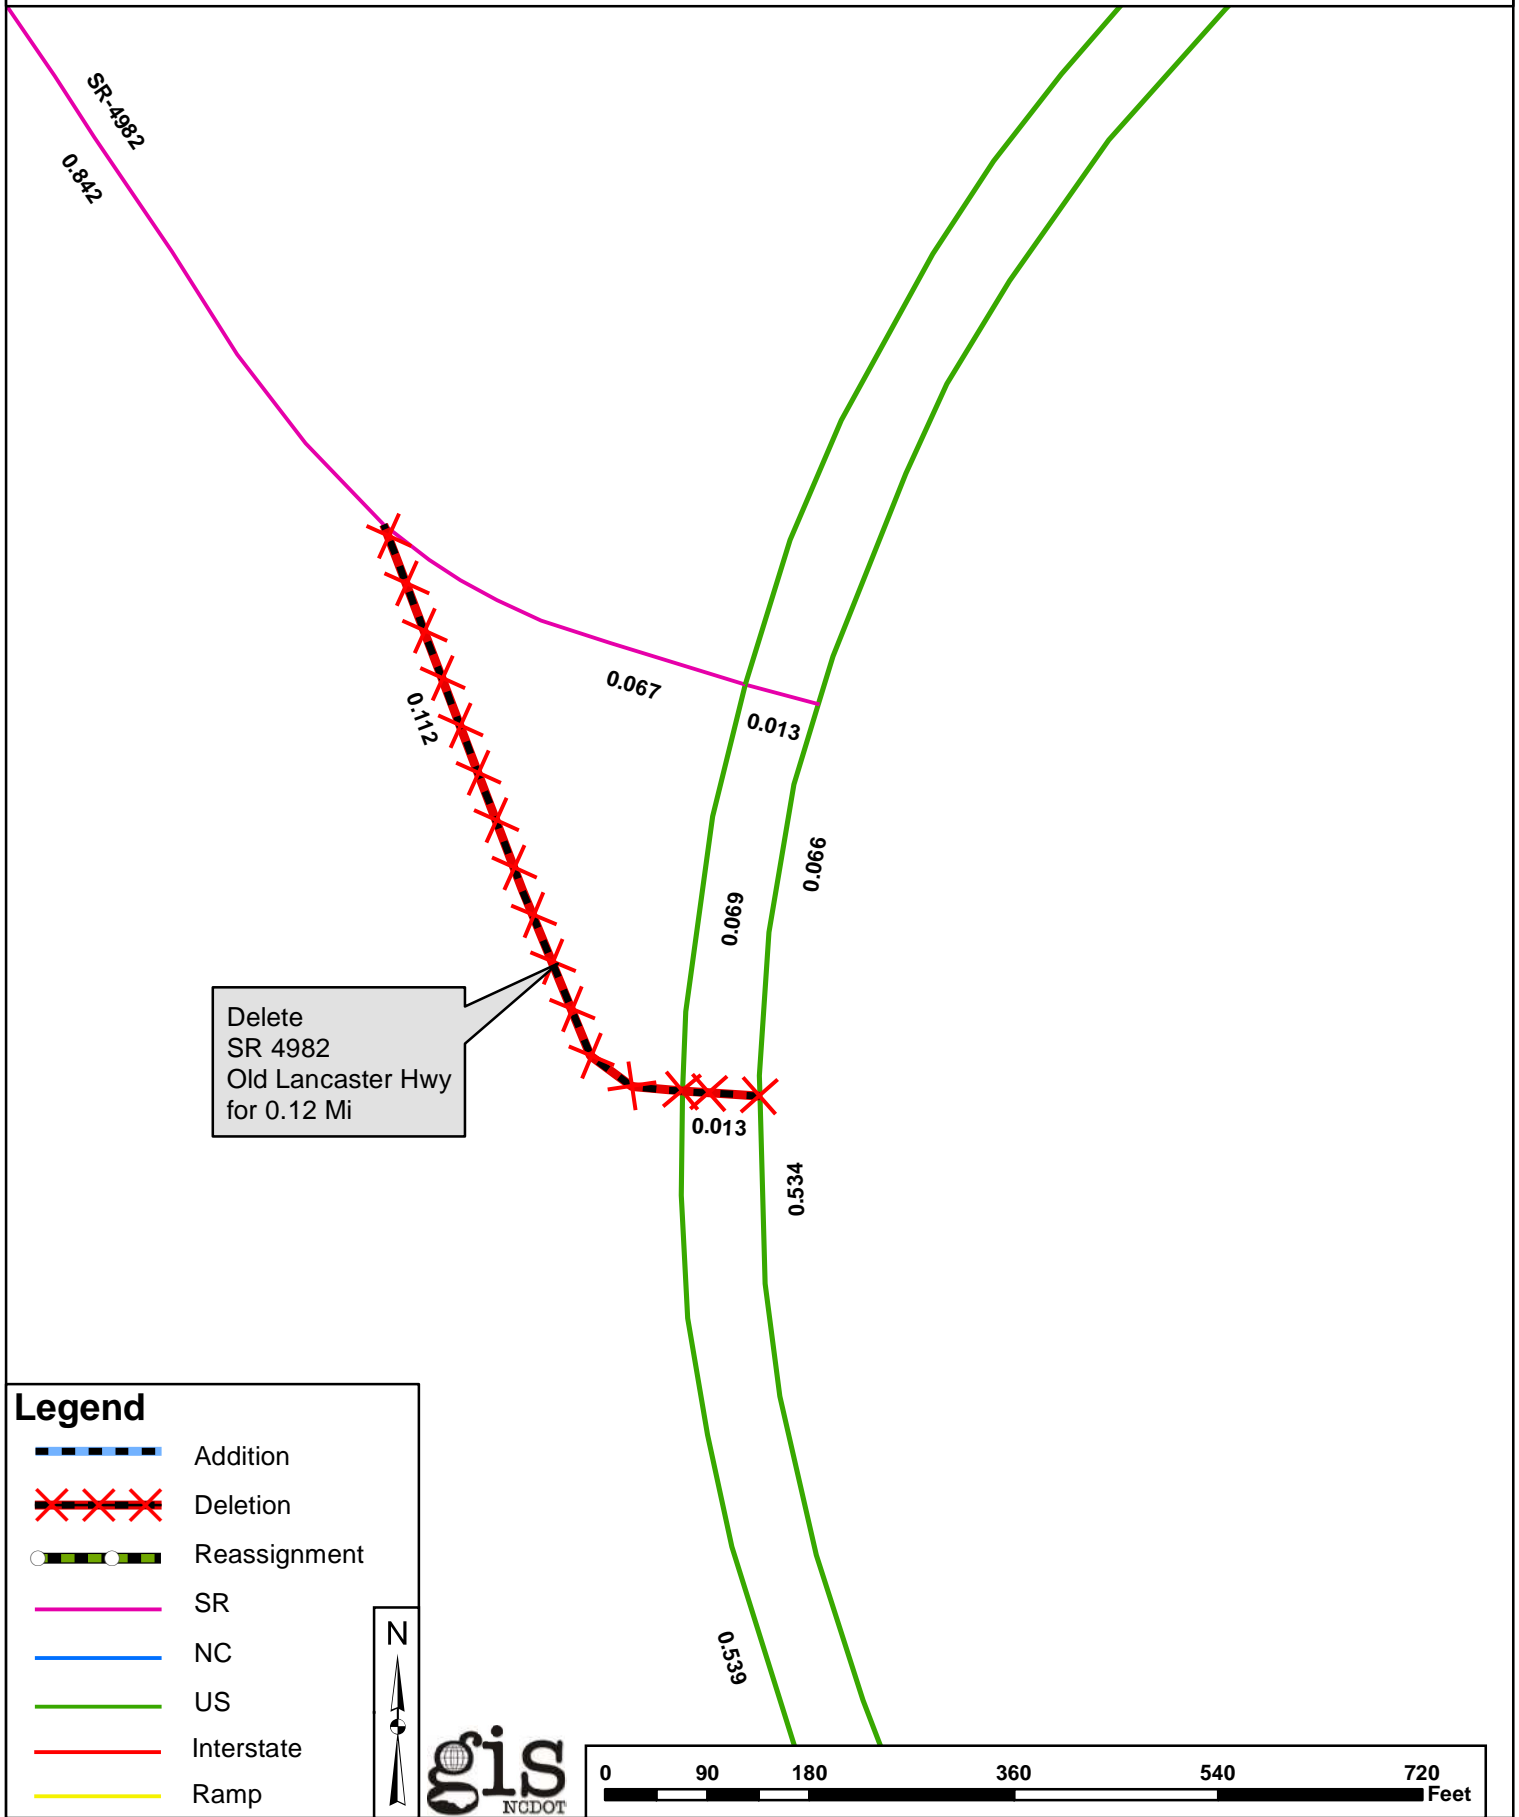 SR-4982
0.842
0.067
0.013
0.112
0.066
0.069
Delete
SR 4982
Old Lancaster Hwy
for 0.12 Mi
0.013
0.534
0.539
Legend
Addition
Deletion
Reassignment
SR
NC
US
Interstate
Ramp
N
gis
NCDOT
0 90 180 360 540 720
Feet